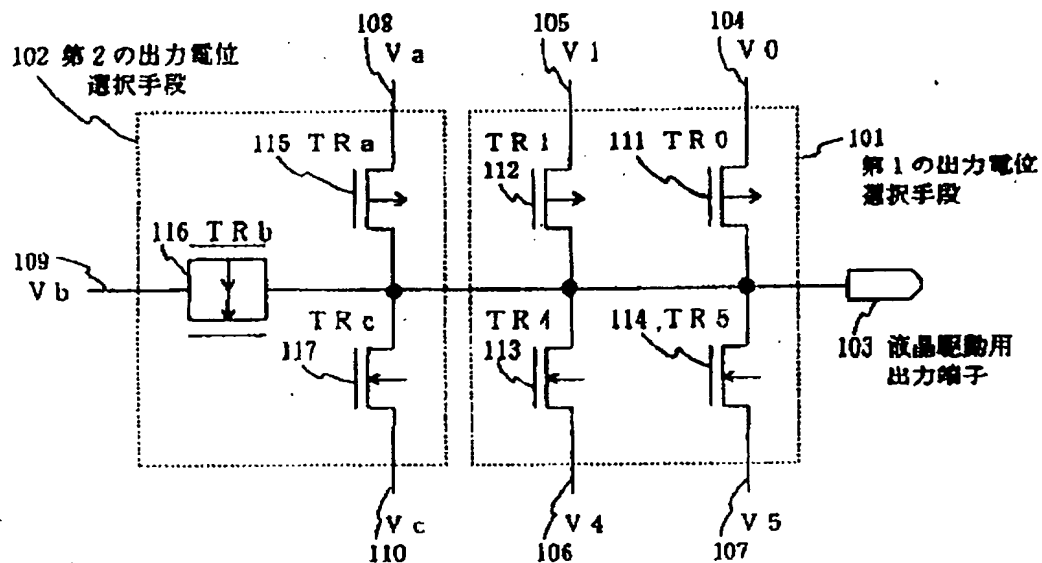 108
105
104
102 第2の出力電位
選択手段
Va
V1
V0
115 TRa
TR1
112
111 TR0
101
第1の出力電位
選択手段
116 TRb
109
Vb
TRc
117
TR4
113
114 TR5
103 液晶駆動用
出力端子
Vc
110
V4
106
V5
107